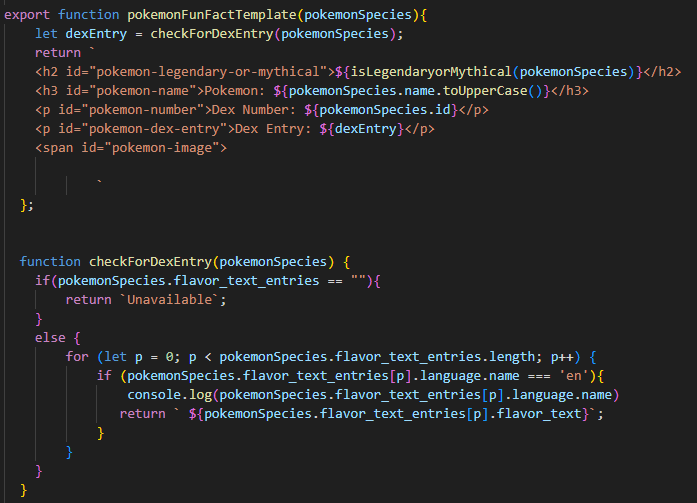 export function pokemonFunFactTemplate(pokemonSpecies){
    let dexEntry = checkForDexEntry(pokemonSpecies);
    return `
    <h2 id="pokemon-legendary-or-mythical">${isLegendaryorMythical(pokemonSpecies)}</h2>
    <h3 id="pokemon-name">Pokemon: ${pokemonSpecies.name.toUpperCase()}</h3>
    <p id="pokemon-number">Dex Number: ${pokemonSpecies.id}</p>
    <p id="pokemon-dex-entry">Dex Entry: ${dexEntry}</p>
    <span id="pokemon-image">
            `
  };
  function checkForDexEntry(pokemonSpecies) {
    if(pokemonSpecies.flavor_text_entries == ""){
        return `Unavailable`;
    }
    else {
        for (let p = 0; p < pokemonSpecies.flavor_text_entries.length; p++) {
            if (pokemonSpecies.flavor_text_entries[p].language.name === 'en'){
                console.log(pokemonSpecies.flavor_text_entries[p].language.name)
               return ` ${pokemonSpecies.flavor_text_entries[p].flavor_text}`;
            }
        }
    }
  }